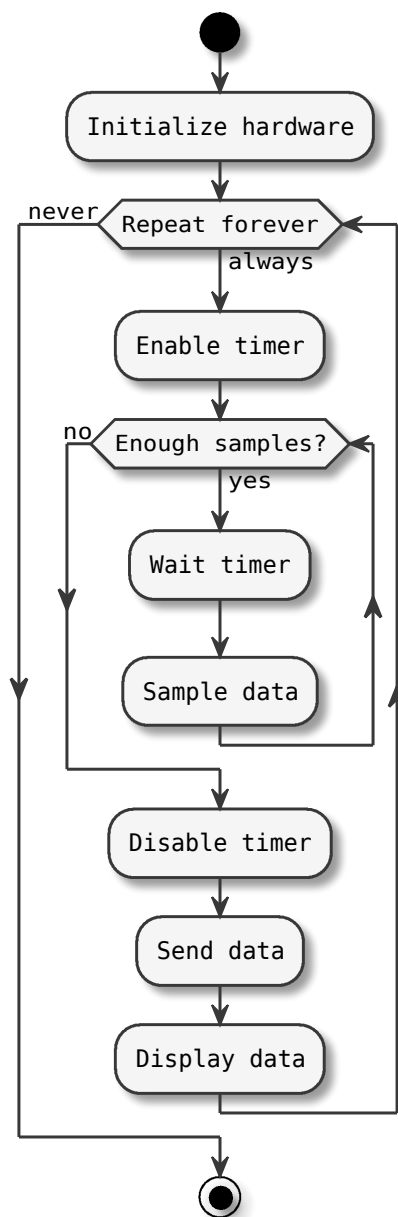 Initialize hardware
never
Repeat forever
always
Enable timer
no
Enough samples?
yes
Wait timer
Sample data
Disable timer
Send data
Display data